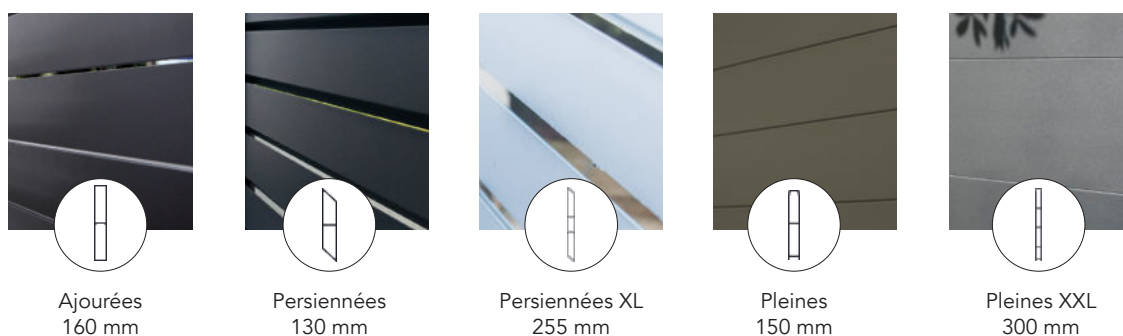 Ajourées
160 mm
Persiennées
130 mm
Persiennées XL
255 mm
Pleines
150 mm
Pleines XXL
300 mm